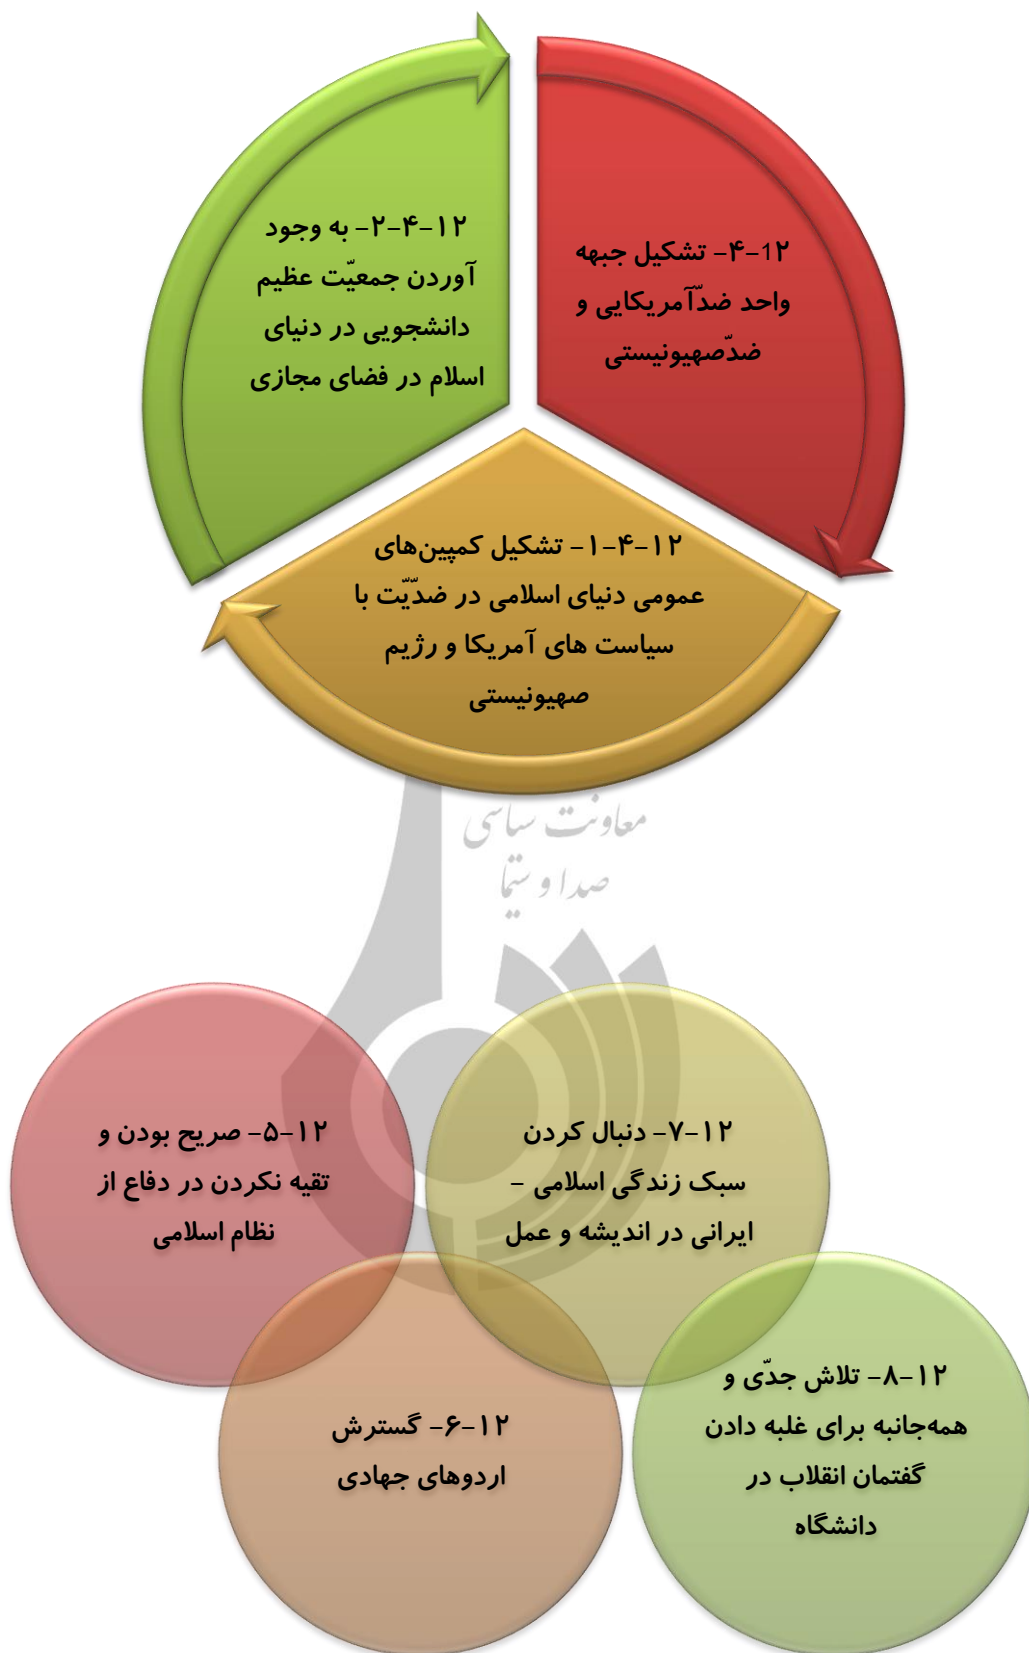 ۱۲-۴- تشکیل جبهه
واحد ضدّآمریکایی و
ضدّصهیونیستی
۱۲-۴-۱- تشکیل کمپین‌های
عمومی دنیای اسلامی در ضدّیّت با
سیاست های آمریکا و رژیم
صهیونیستی
۱۲-۴-۲- به وجود
آوردن جمعیّت عظیم
دانشجویی در دنیای
اسلام در فضای مجازی
معاونت سیاسی
صدا و سیما
۱۲-۵- صریح بودن و
تقیه نکردن در دفاع از
نظام اسلامی
۱۲-۶- گسترش
اردوهای جهادی
۱۲-۷- دنبال کردن
سبک زندگی اسلامی –
ایرانی در اندیشه و عمل
۱۲-۸- تلاش جدّی و
همه‌جانبه برای غلبه دادن
گفتمان انقلاب در
دانشگاه